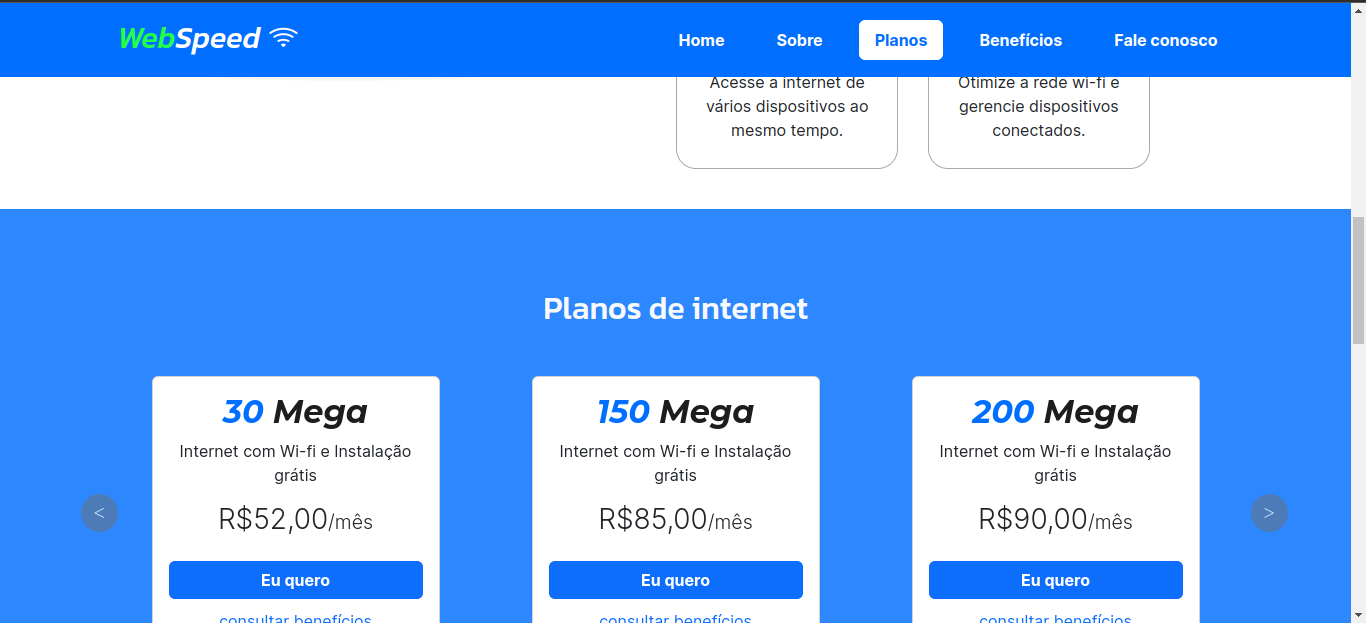 WebSpeed
Home Sobre Planos Benefícios Fale conosco
Acesse a internet de
vários dispositivos ao
mesmo tempo.
Otimize a rede wi-fi e
gerencie dispositivos
conectados.
Planos de internet
<
30 Mega
Internet com Wi-fi e Instalação
grátis
R$52,00/mês
Eu quero
consultar benefícios
150 Mega
Internet com Wi-fi e Instalação
grátis
R$85,00/mês
Eu quero
consultar benefícios
200 Mega
Internet com Wi-fi e Instalação
grátis
R$90,00/mês
Eu quero
consultar benefícios
>